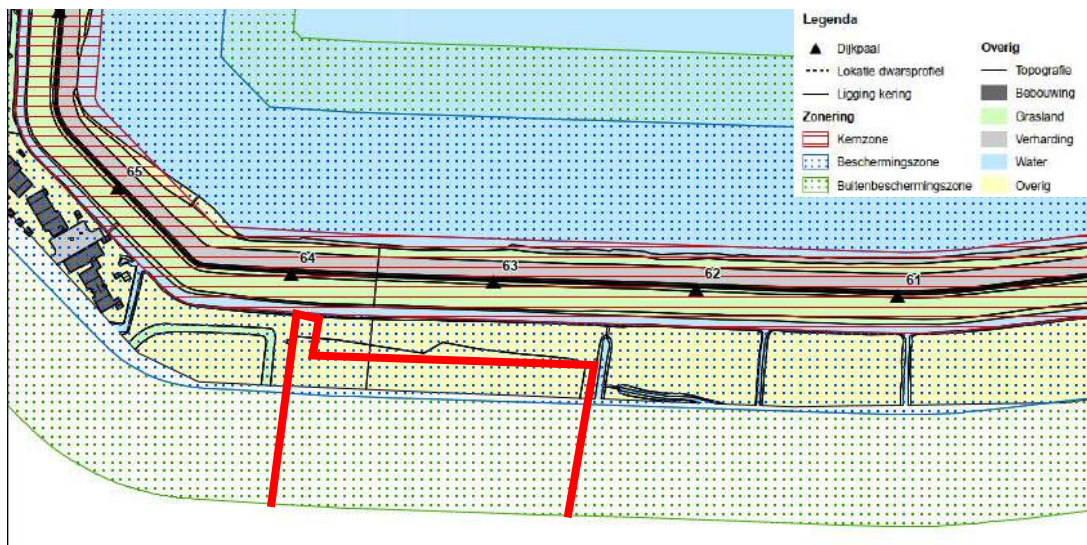 Legenda
Dijkpaal
Lokatie dwarsprofiel
Ligging kering
Zonering
Kernzone
Beschermingszone
Buitenbeschermingszone
Overig
Topografie
Bebouwing
Grasland
Verharding
Water
Overig
65
64
63
62
61